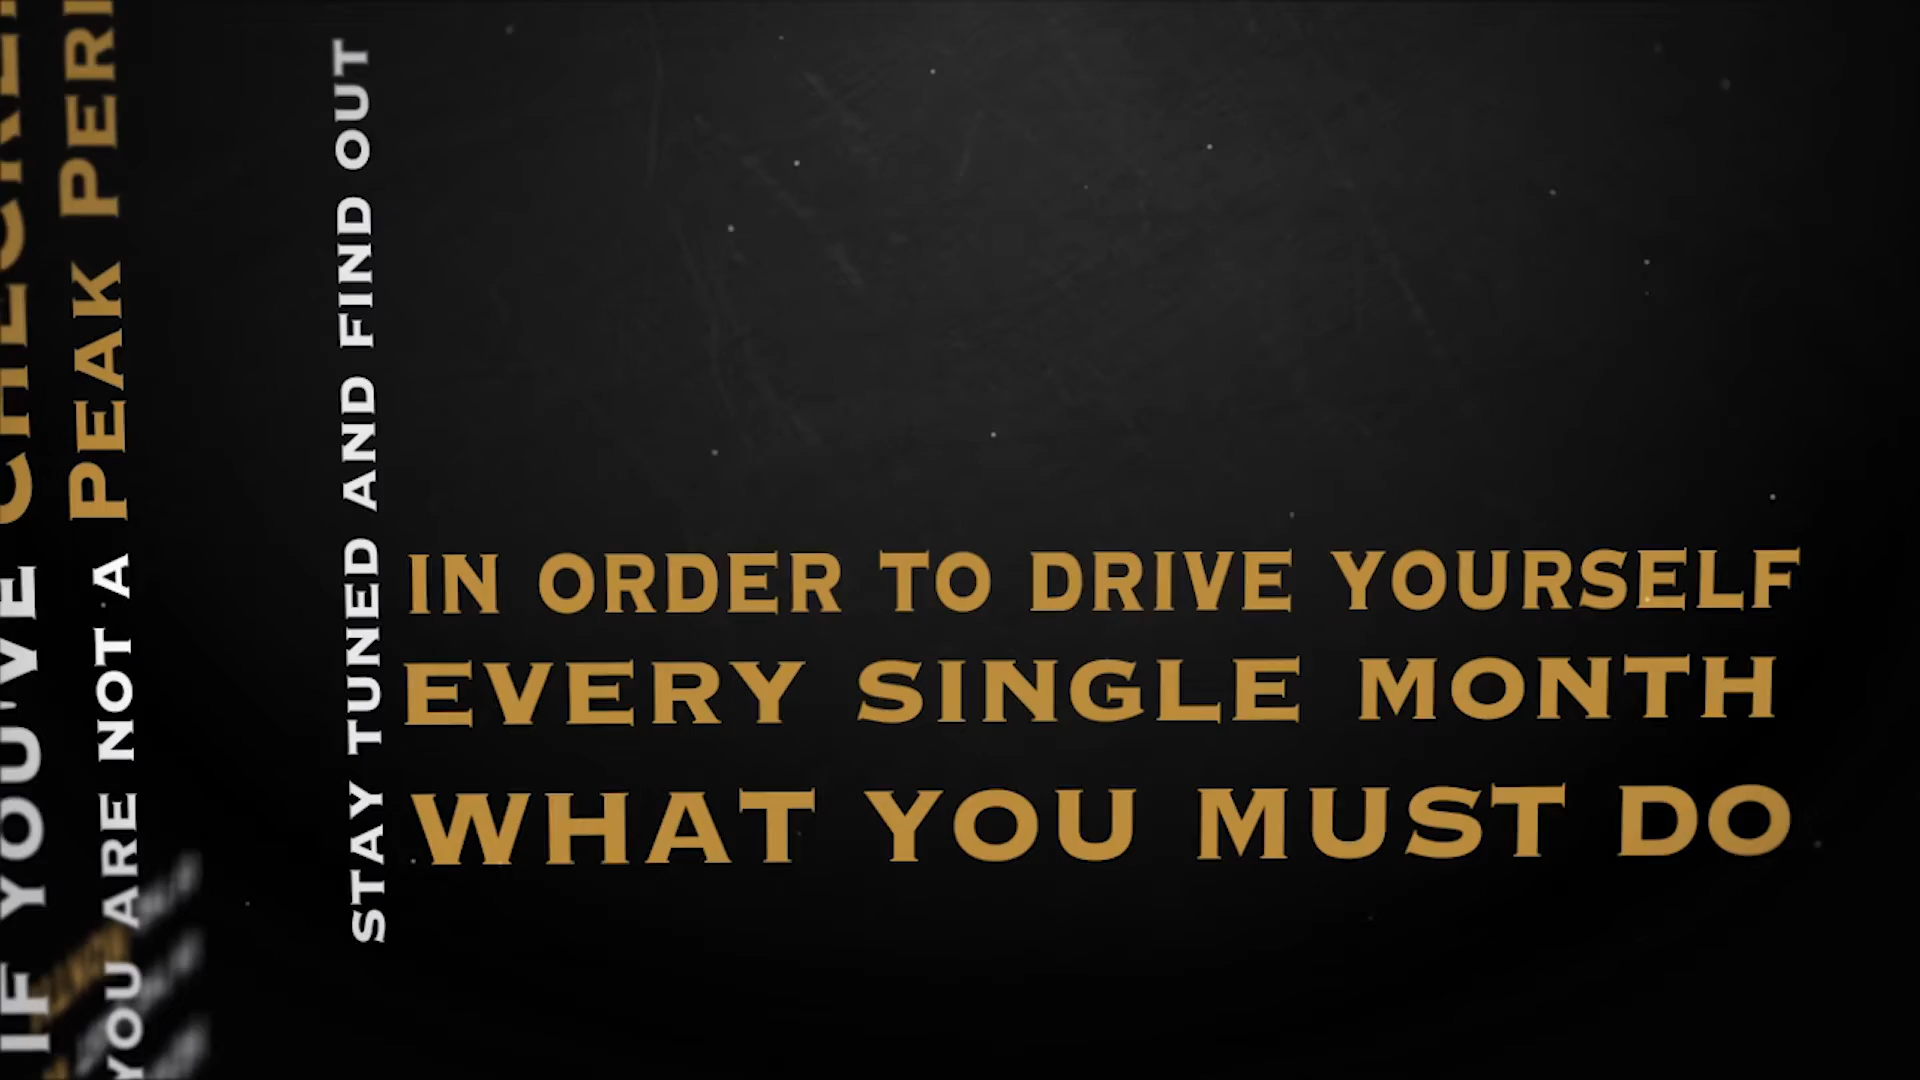 IF YOU'VE
YOU ARE NOT A PEAK
STAY TUNED AND FIND OUT
IN ORDER TO DRIVE YOURSELF
EVERY SINGLE MONTH
WHAT YOU MUST DO